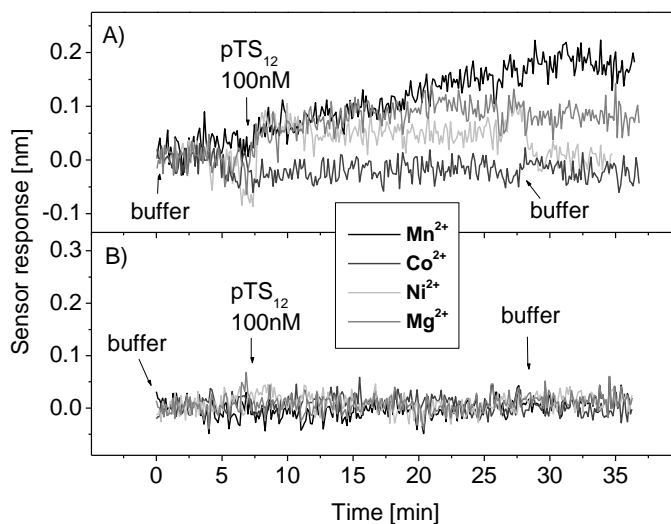 A)
pTS₁₂
100nM
0.2
0.1
0.0
-0.1
buffer
buffer
Sensor response [nm]
Mn²⁺
Co²⁺
Ni²⁺
Mg²⁺
B)
0.3
0.2
0.1
0.0
pTS₁₂
100nM
buffer
buffer
0 5 10 15 20 25 30 35
Time [min]